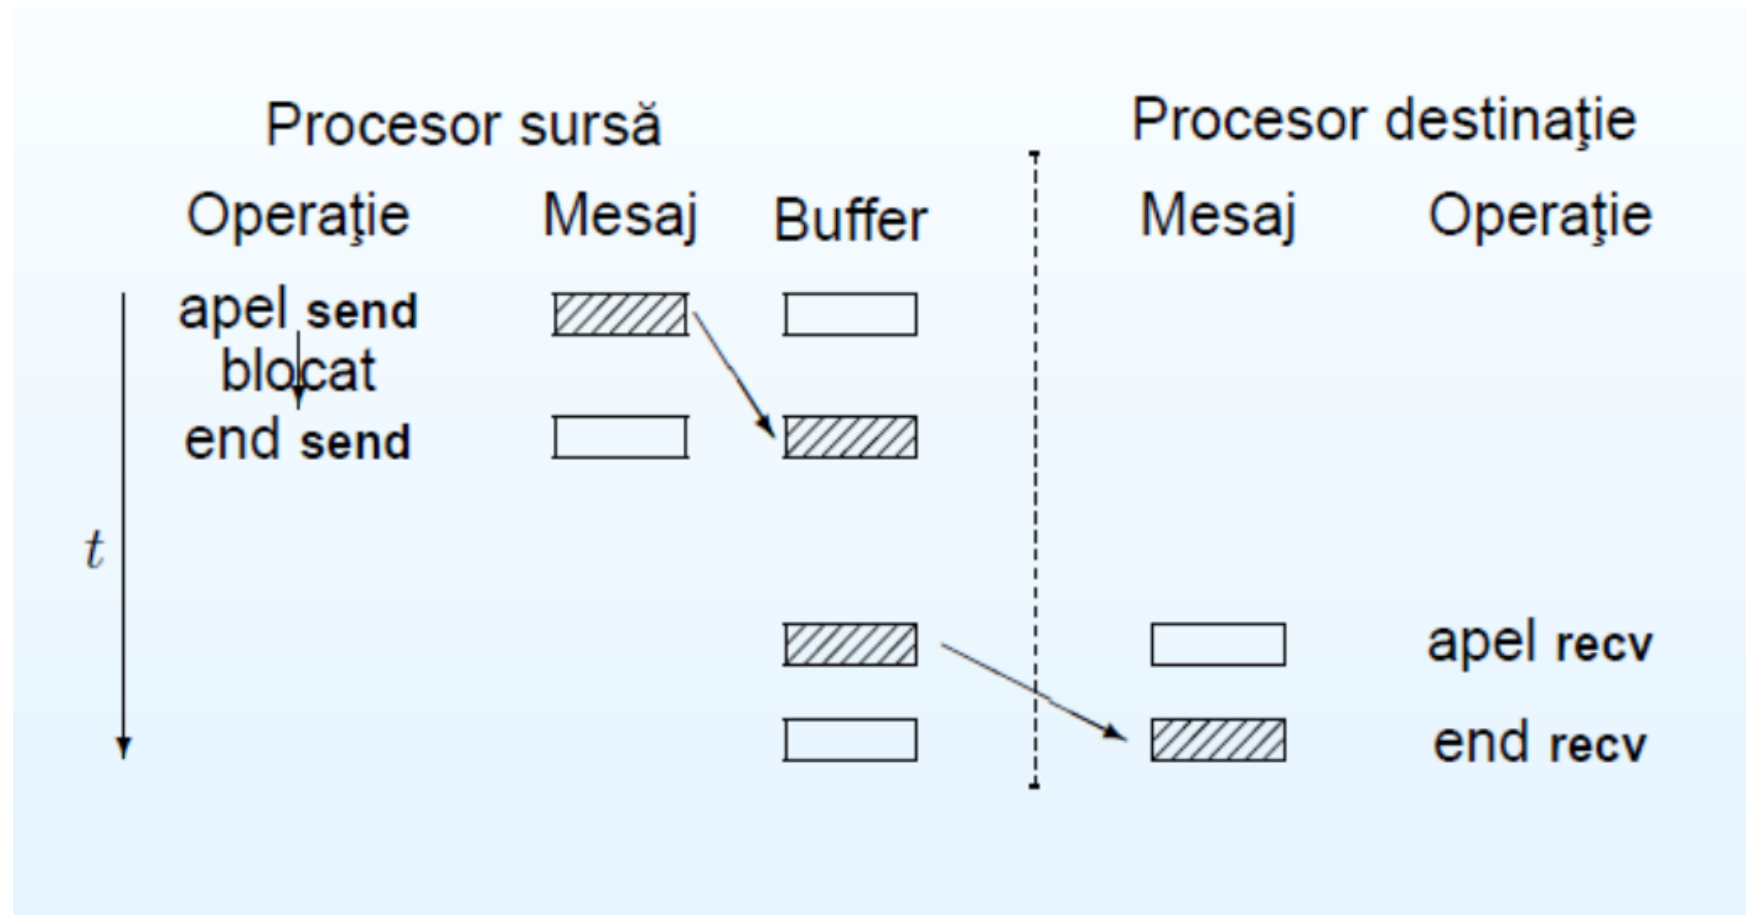 Procesor sursă
Procesor destinaţie
Operaţie Mesaj Buffer Mesaj Operaţie
apel send
blocat
end send
t
apel recv
end recv